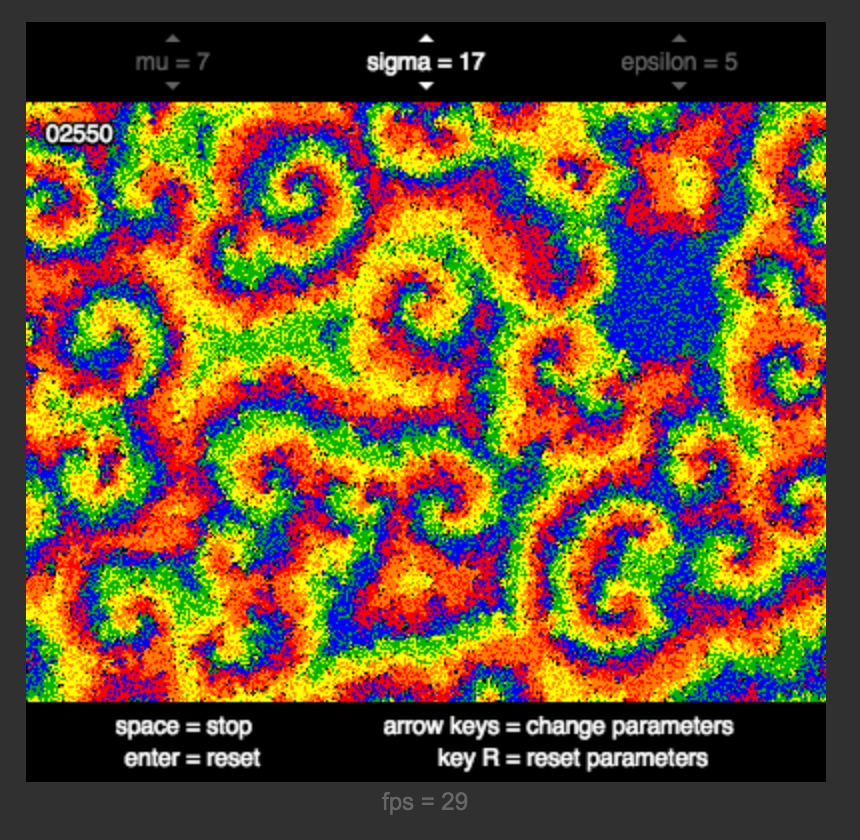 mu = 7 sigma = 17 epsilon = 5
02550
space = stop arrow keys = change parameters
enter = reset key R = reset parameters
fps = 29